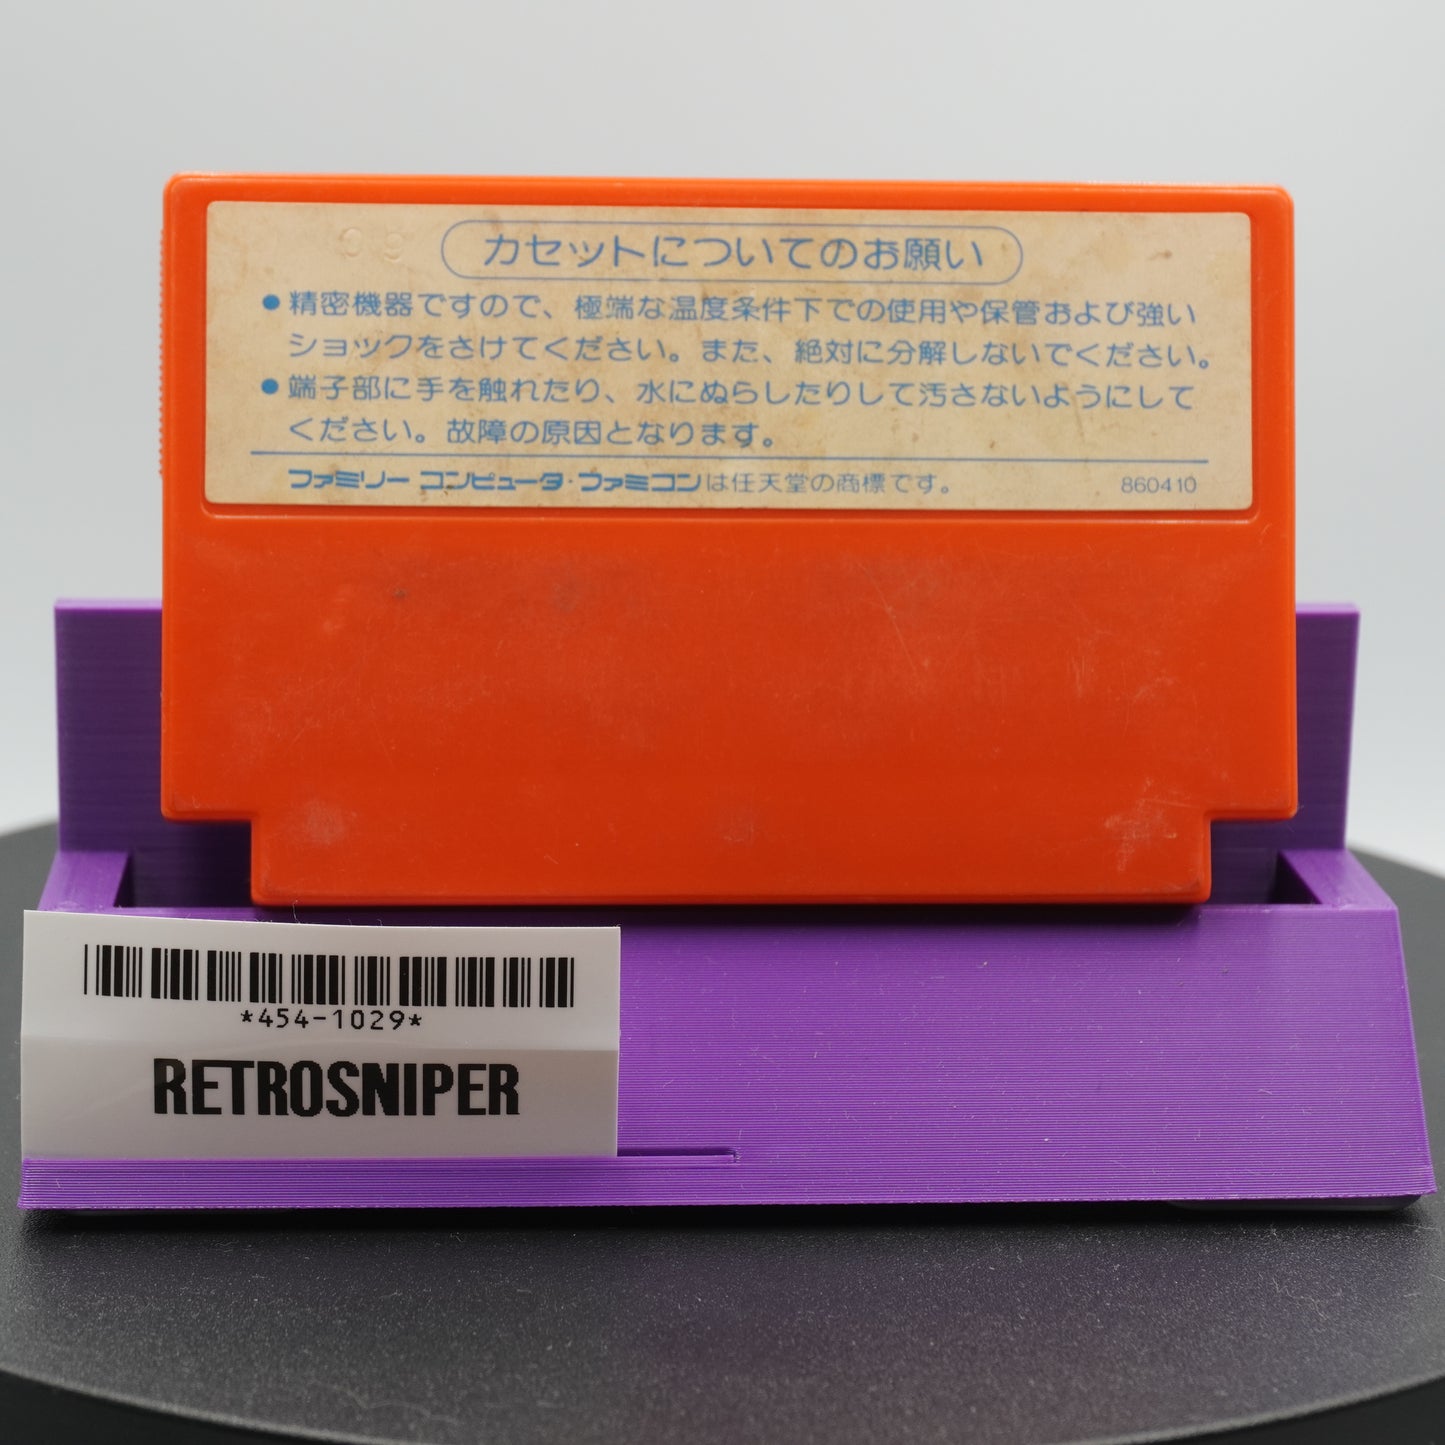 カセットについてのお願い
●精密機器ですので、極端な温度条件下での使用や保管および強い
ショックをさけてください。また、絶対に分解しないでください。
●端子部に手を触れたり、水にぬらしたりして汚さないようにして
ください。故障の原因となります。
ファミリー コンピュータ・ファミコンは任天堂の商標です。 860410
*454-1029*
RETROSNIPER